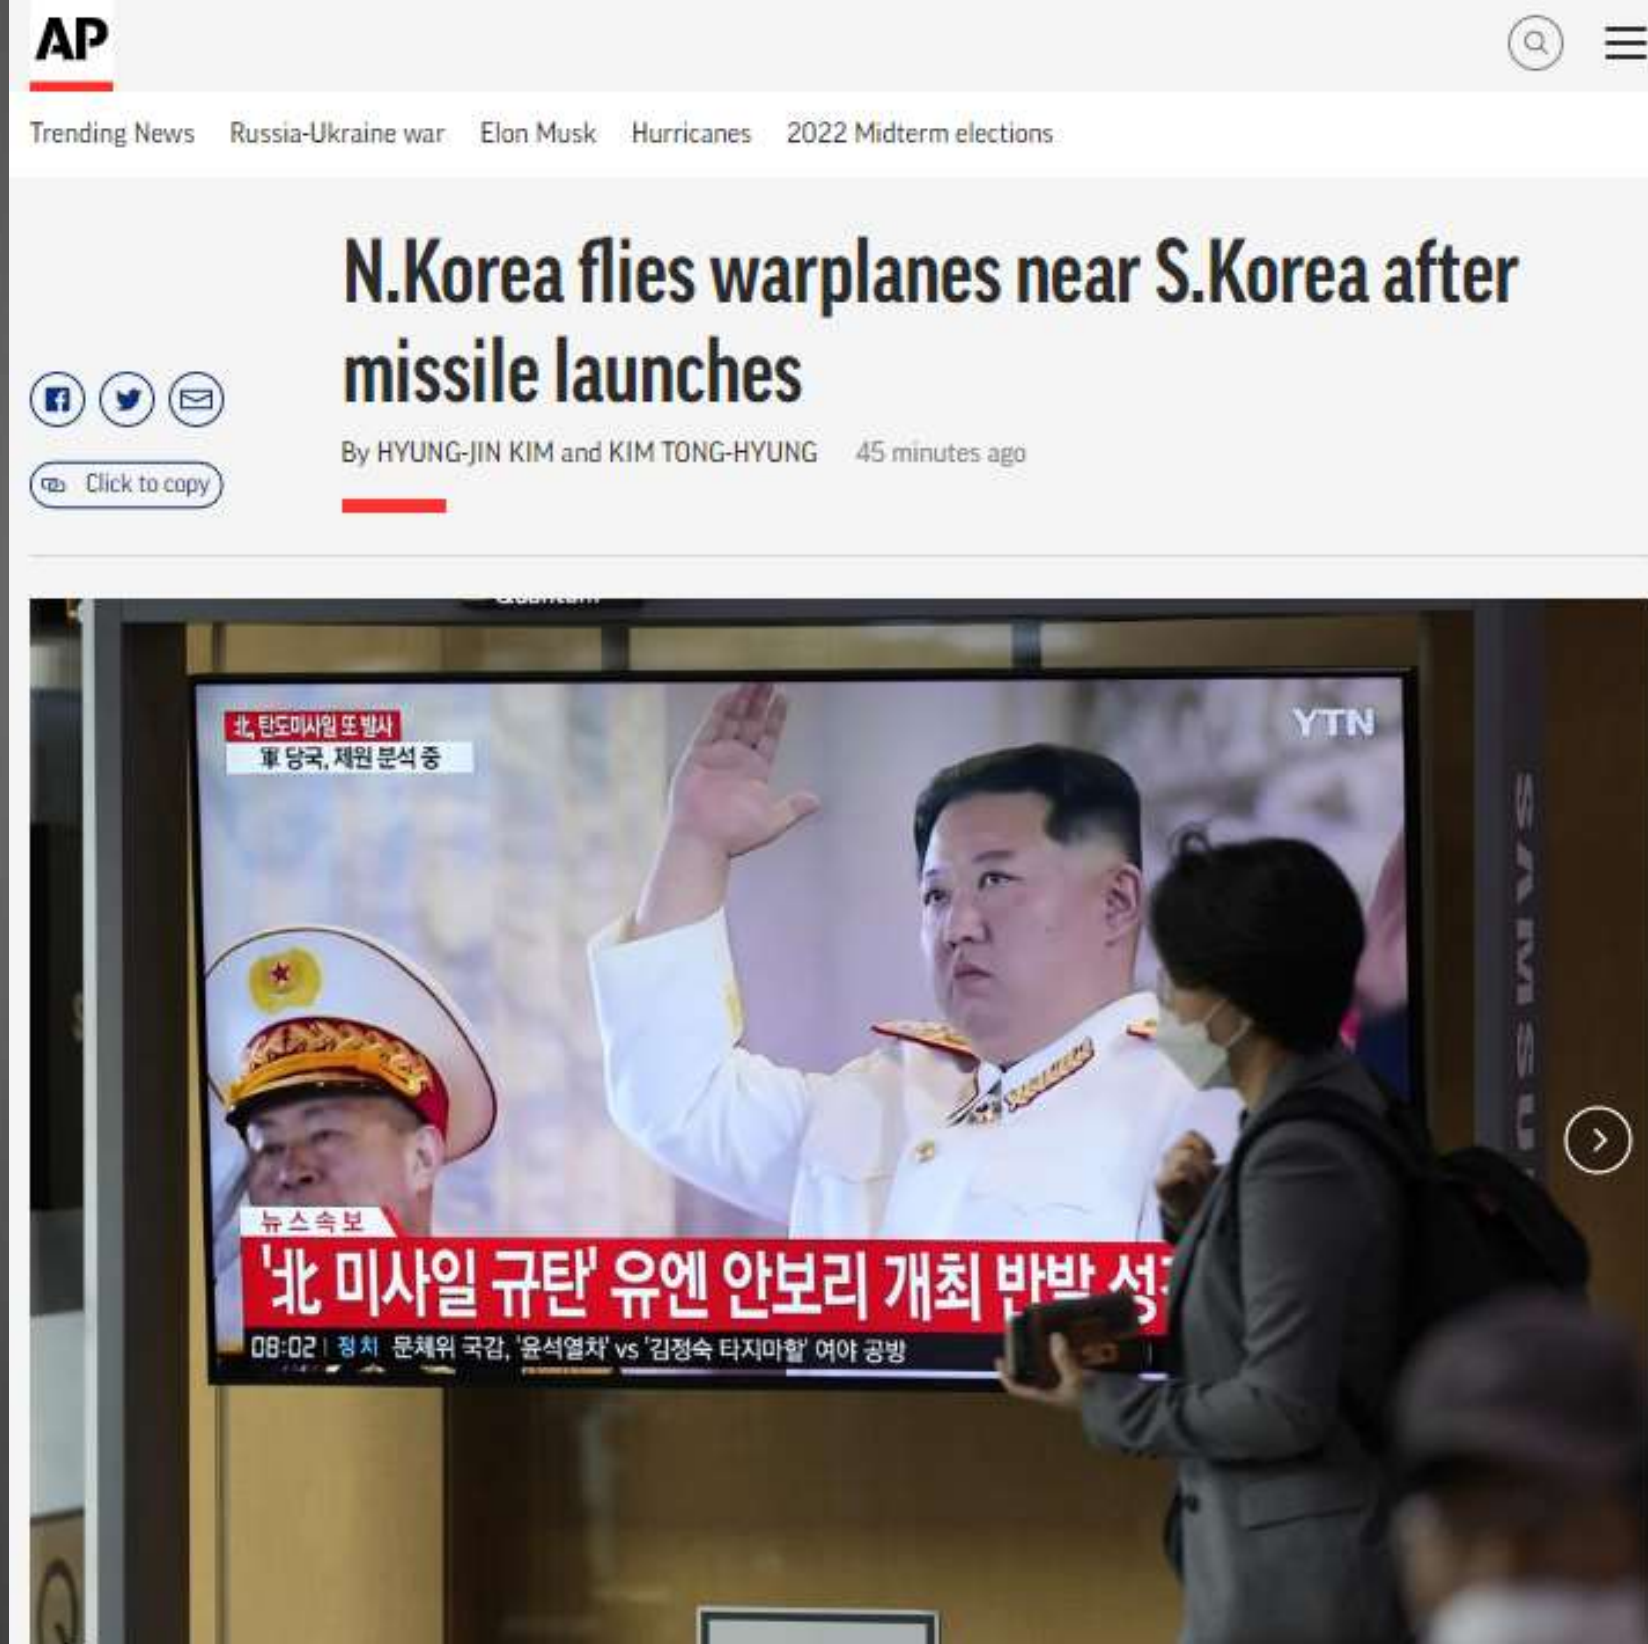 AP
Trending News Russia-Ukraine war Elon Musk Hurricanes 2022 Midterm elections
N.Korea flies warplanes near S.Korea after
missile launches
By HYUNG-JIN KIM and KIM TONG-HYUNG 45 minutes ago
Click to copy
北, 탄도미사일 또 발사
軍 당국, 제원 분석 중
YTN
SAMSU
뉴스속보
'北 미사일 규탄' 유엔 안보리 개최 반발 성
08:02 | 정치 문체위 국감, '윤석열차' vs '김정숙 타지마할' 여야 공방